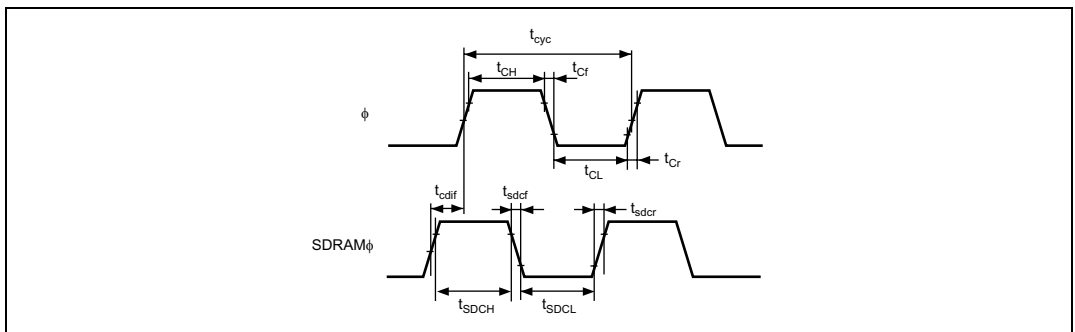 tcyc
tCH
tCf
ϕ
tCL
tCr
tcdif
tsdcf
tsdcr
SDRAMϕ
tSDCH
tSDCL